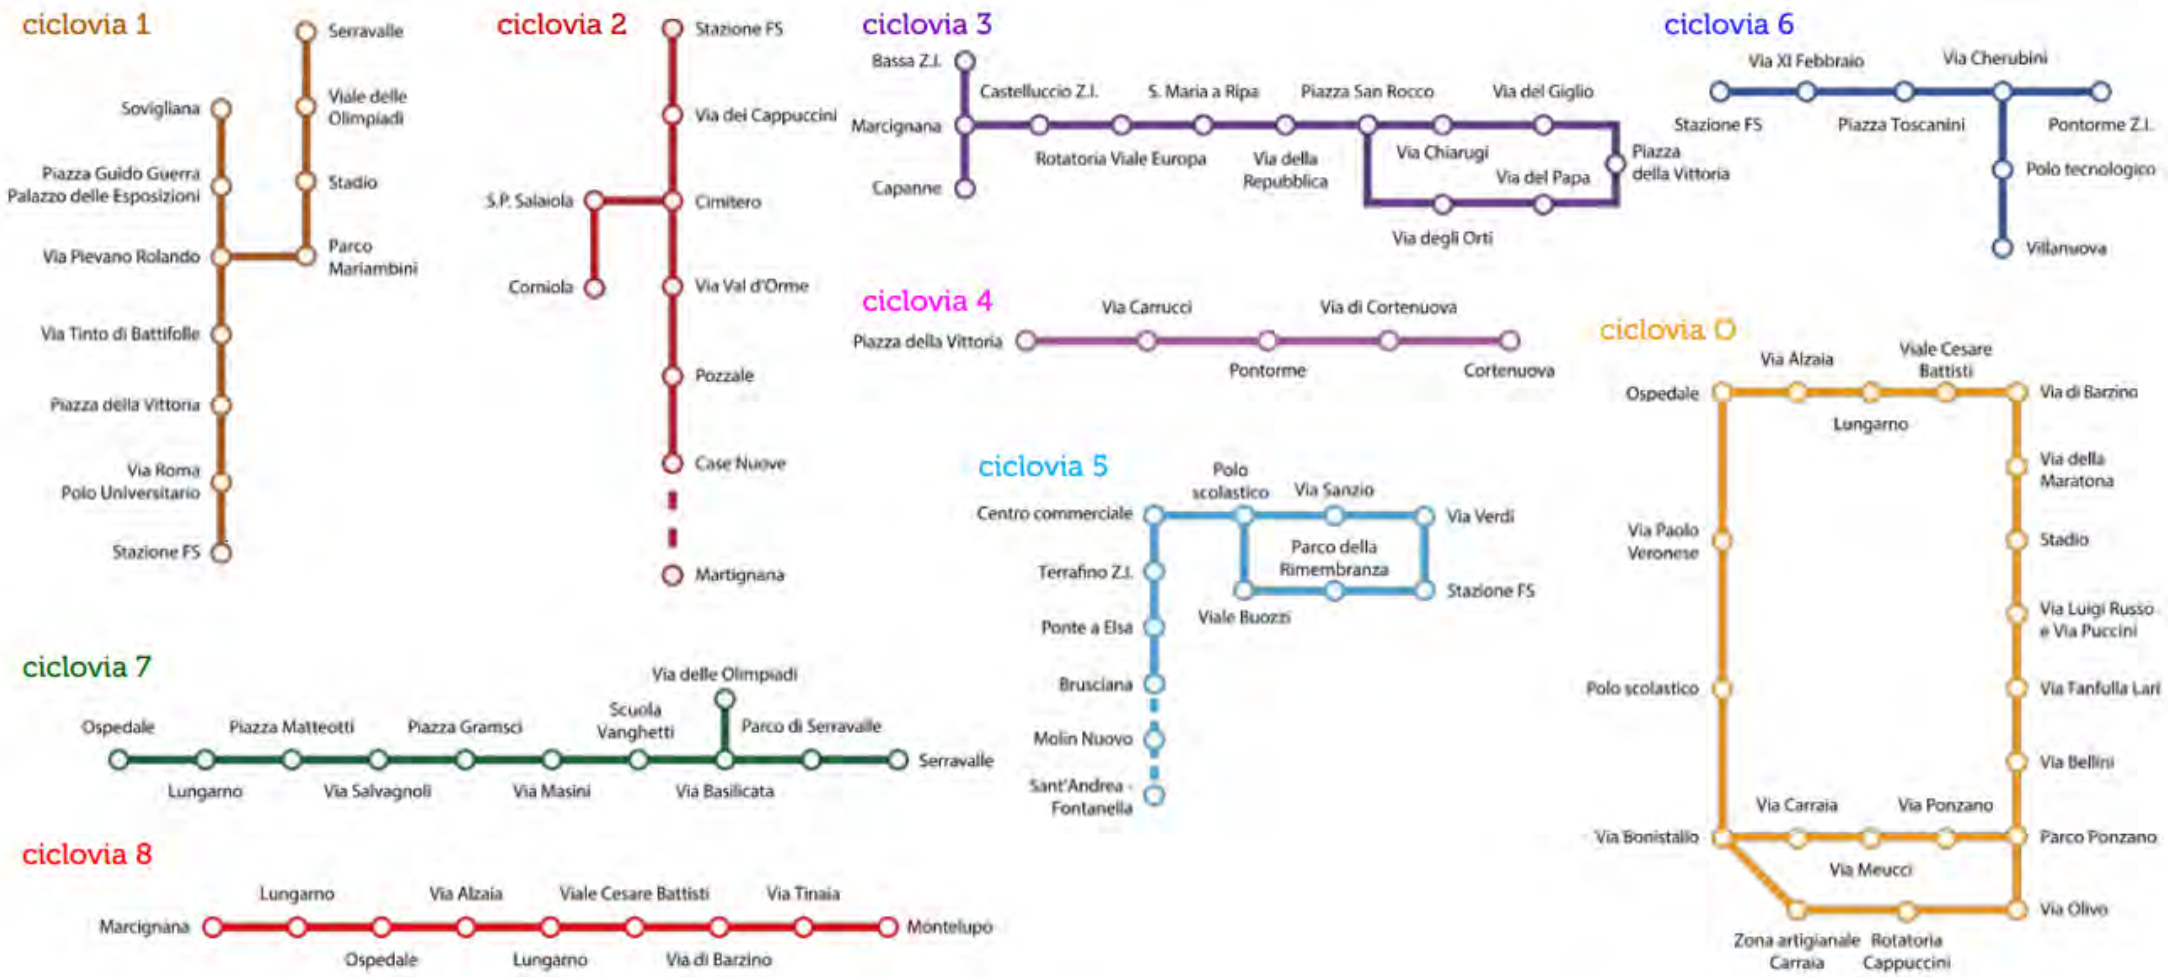 ciclovia 1
Serravalle
Viale delle
Olimpiadi
Sovigliana
Stadio
Piazza Guido Guerra
Palazzo delle Esposizioni
Parco
Mariambini
Via Pievano Rolando
Via Tinto di Battifolle
Piazza della Vittoria
Via Roma
Polo Universitario
Stazione FS
ciclovia 2
Stazione FS
Via dei Cappuccini
S.P. Salaiola
Cimitero
Corniola
Via Val d'Orme
Pozzale
Case Nuove
Martignana
ciclovia 3
Bassa Z.I.
Castelluccio Z.I.
S. Maria a Ripa
Piazza San Rocco
Via del Giglio
Marcignana
Rotatoria Viale Europa
Via della
Repubblica
Via Chiarugi
Piazza
della Vittoria
Via del Papa
Capanne
Via degli Orti
ciclovia 6
Via XI Febbraio
Via Cherubini
Stazione FS
Piazza Toscanini
Pontorme Z.I.
Polo tecnologico
Villanuova
ciclovia 4
Via Carrucci
Via di Cortenuova
Piazza della Vittoria
Pontorme
Cortenuova
ciclovia 5
Polo
scolastico
Via Sanzio
Centro commerciale
Via Verdi
Parco della
Rimembranza
Terrafino Z.I.
Stazione FS
Viale Buozzi
Ponte a Elsa
Brusciana
Molin Nuovo
Sant'Andrea -
Fontanella
ciclovia O
Via Alzaia
Viale Cesare
Battisti
Ospedale
Via di Barzino
Lungarno
Via della
Maratona
Via Paolo
Veronese
Stadio
Via Luigi Russo
e Via Puccini
Polo scolastico
Via Tanfulla Lari
Via Bellini
Via Carraia
Via Ponzano
Via Bonistallo
Parco Ponzano
Via Meucci
Via Olivo
Zona artigianale
Carraia
Rotatoria
Cappuccini
ciclovia 7
Via delle Olimpiadi
Ospedale
Piazza Matteotti
Piazza Gramsci
Scuola
Vanghetti
Parco di Serravalle
Serravalle
Lungarno
Via Salvagnoli
Via Masini
Via Basilicata
ciclovia 8
Lungarno
Via Alzaia
Viale Cesare Battisti
Via Tinaia
Marcignana
Montelupo
Ospedale
Lungarno
Via di Barzino